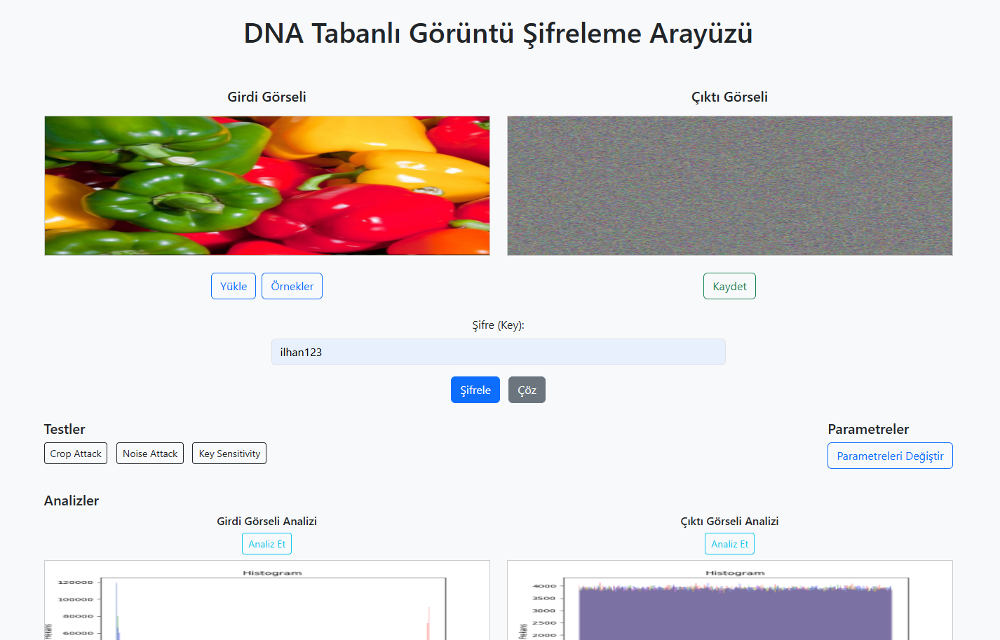 DNA Tabanlı Görüntü Şifreleme Arayüzü
Girdi Görseli
Çıktı Görseli
Yükle
Örnekler
Kaydet
Şifre (Key):
ilhan123
Şifrele
Çöz
Testler
Parametreler
Crop Attack
Noise Attack
Key Sensitivity
Parametreleri Değiştir
Analizler
Girdi Görseli Analizi
Çıktı Görseli Analizi
Analiz Et
Analiz Et
Histogram
120000
100000
80000
60000
Frekans
Histogram
4000
3500
3000
2500
2000
Frekans